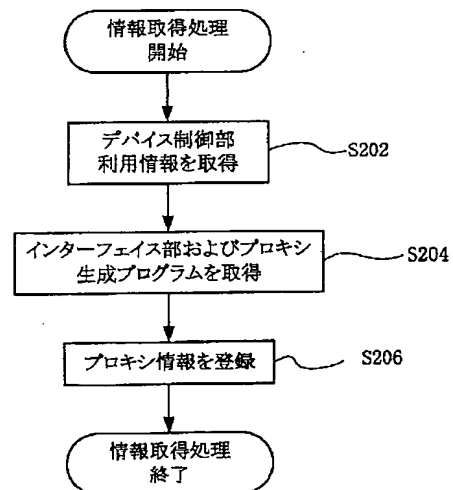 情報取得処理
開始
デバイス制御部
利用情報を取得
S202
インターフェイス部およびプロキシ
生成プログラムを取得
S204
プロキシ情報を登録
S206
情報取得処理
終了